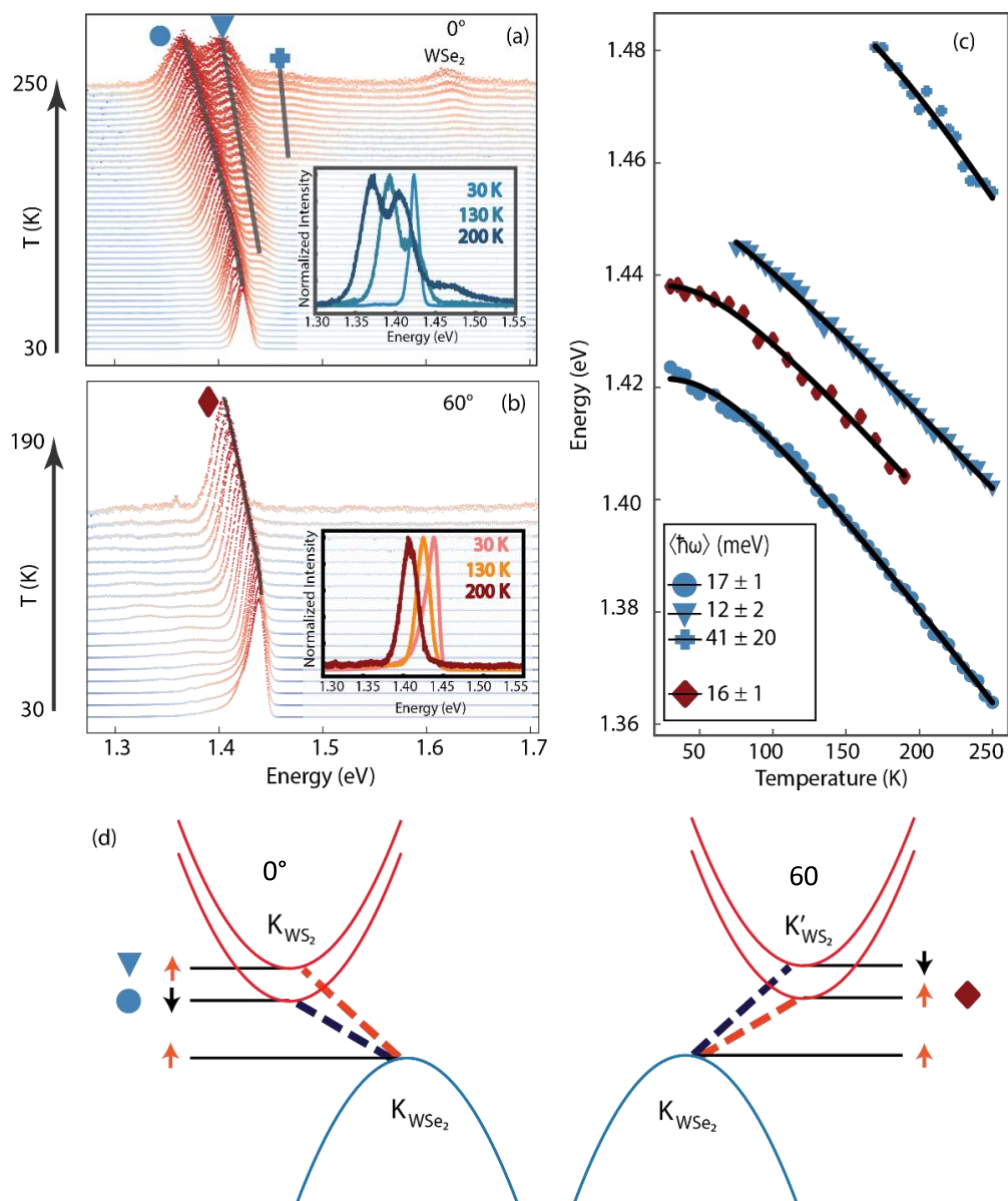 0°
(a)
WSe₂
250
T (K)
30
Normalized Intensity
30 K
130 K
200 K
1.30 1.35 1.40 1.45 1.50 1.55
Energy (eV)
(b)
60°
190
T (K)
30
Normalized Intensity
30 K
130 K
200 K
1.30 1.35 1.40 1.45 1.50 1.55
Energy (eV)
1.3 1.4 1.5 1.6 1.7
Energy (eV)
(c)
1.48
1.46
1.44
1.42
1.40
1.38
1.36
Energy (eV)
⟨ħω⟩ (meV)
17 ± 1
12 ± 2
41 ± 20
16 ± 1
50 100 150 200 250
Temperature (K)
(d)
0°
K WS₂
K WSe₂
60
K′ WS₂
K WSe₂